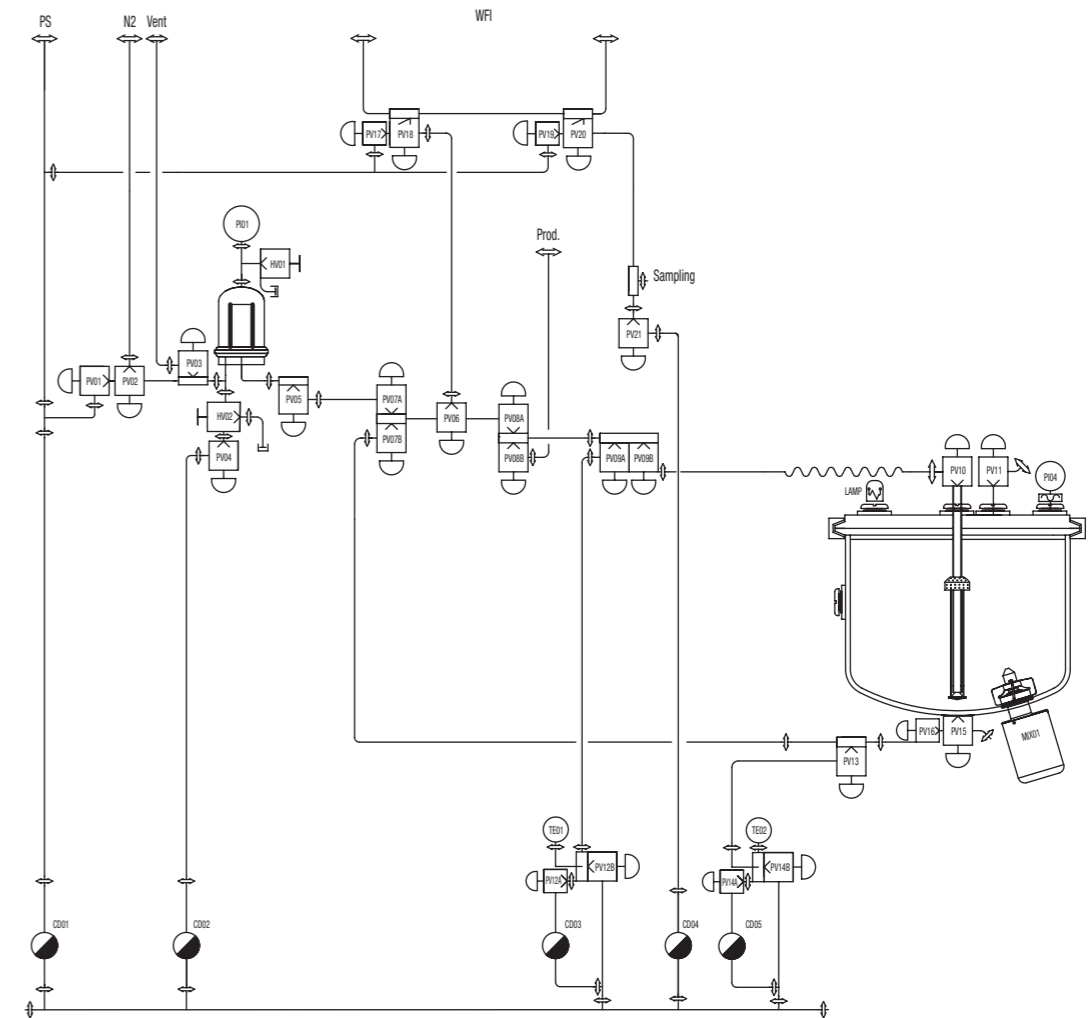 PS
N2
Vent
WFI
PV17
PV18
PV19
PV20
PI01
HV01
Prod.
Sampling
PV21
PV03
PV01
PV02
PV05
PV07A
PV06
PV08A
HV02
PV07B
PV08B
PV04
PV09A
PV09B
PV10
PV11
PI04
LAMP
PV16
PV15
MIX01
PV13
TE01
TE02
PV12B
PV14B
PV12A
PV14A
CD01
CD02
CD03
CD04
CD05